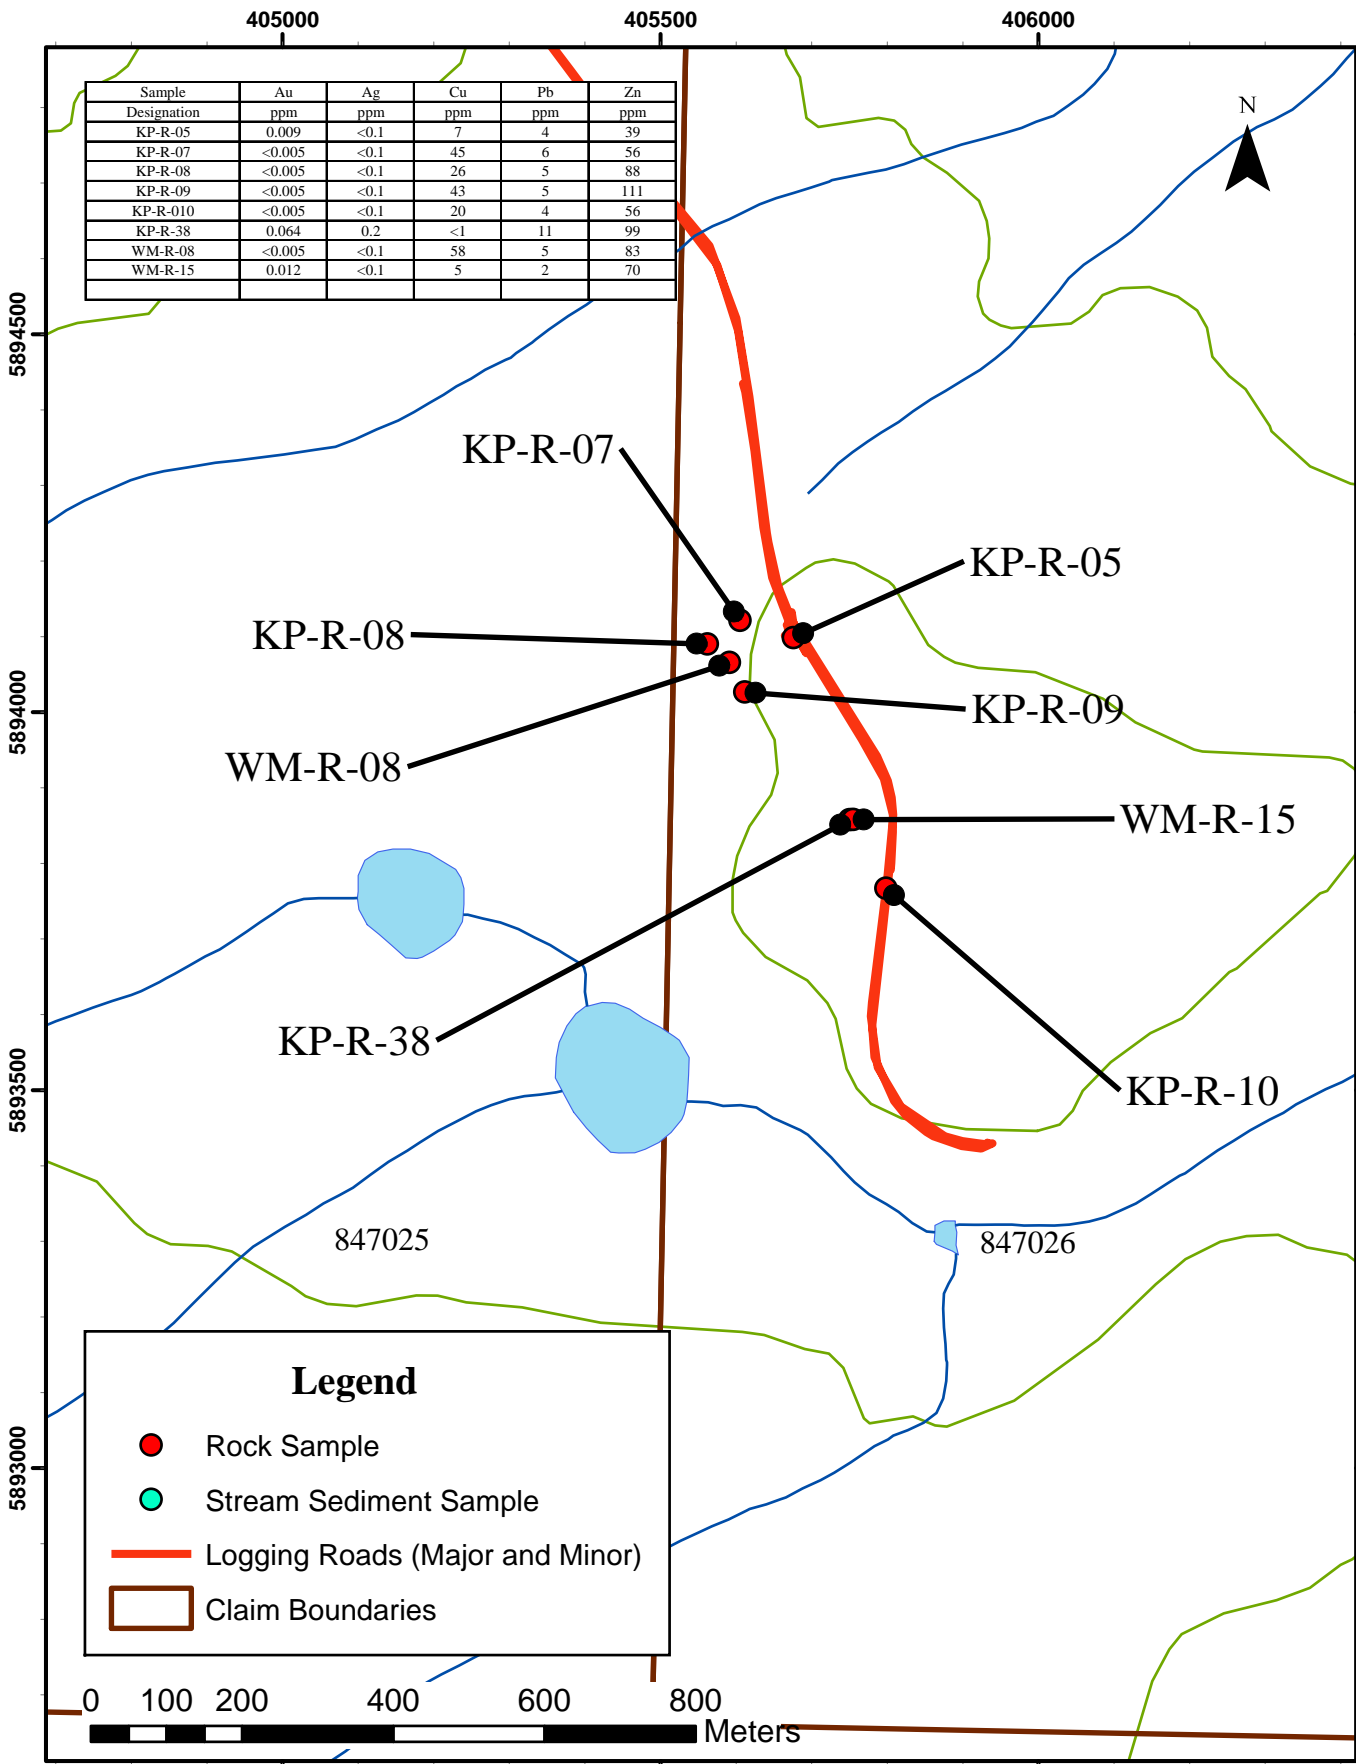 405000 405500 406000
Sample Au Ag Cu Pb Zn
Designation ppm ppm ppm ppm ppm
KP-R-05 0.009 <0.1 7 4 39
KP-R-07 <0.005 <0.1 45 6 56
KP-R-08 <0.005 <0.1 26 5 88
KP-R-09 <0.005 <0.1 43 5 111
KP-R-010 <0.005 <0.1 20 4 56
KP-R-38 0.064 0.2 <1 11 99
WM-R-08 <0.005 <0.1 58 5 83
WM-R-15 0.012 <0.1 5 2 70
N
5894500
KP-R-07
KP-R-05
KP-R-08
5894000
KP-R-09
WM-R-08
WM-R-15
KP-R-38
5893500
KP-R-10
847025
847026
Legend
5893000
Rock Sample
Stream Sediment Sample
Logging Roads (Major and Minor)
Claim Boundaries
0 100 200 400 600 800
Meters